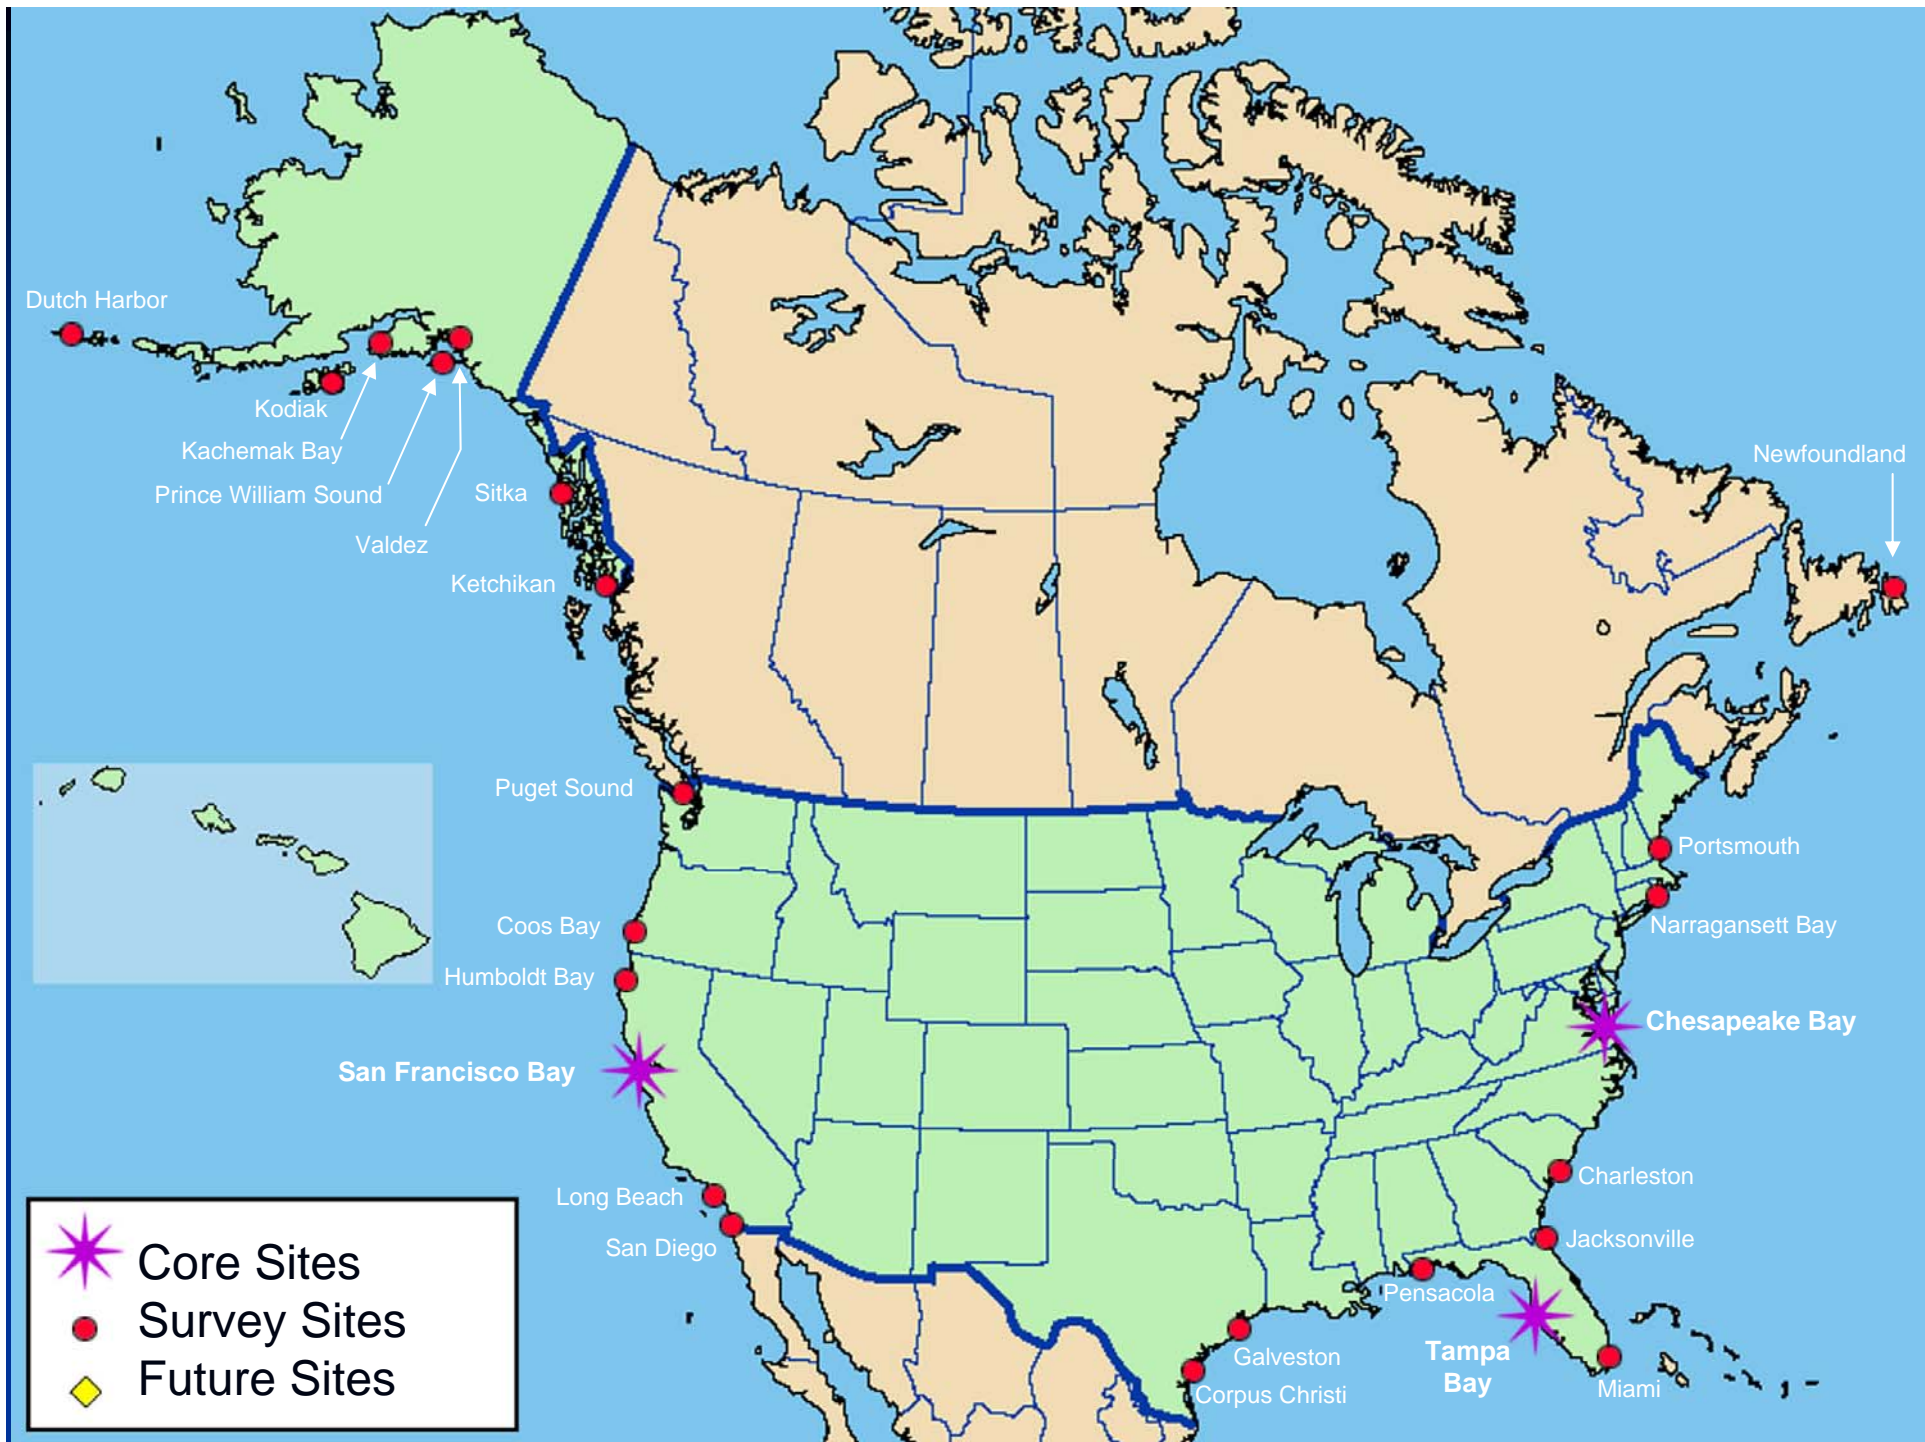 Dutch Harbor
Kodiak
Kachemak Bay
Prince William Sound
Valdez
Sitka
Ketchikan
Newfoundland
Puget Sound
Coos Bay
Humboldt Bay
San Francisco Bay
Long Beach
San Diego
Portsmouth
Narragansett Bay
Chesapeake Bay
Charleston
Jacksonville
Pensacola
Tampa
Bay
Miami
Galveston
Corpus Christi
Core Sites
Survey Sites
Future Sites